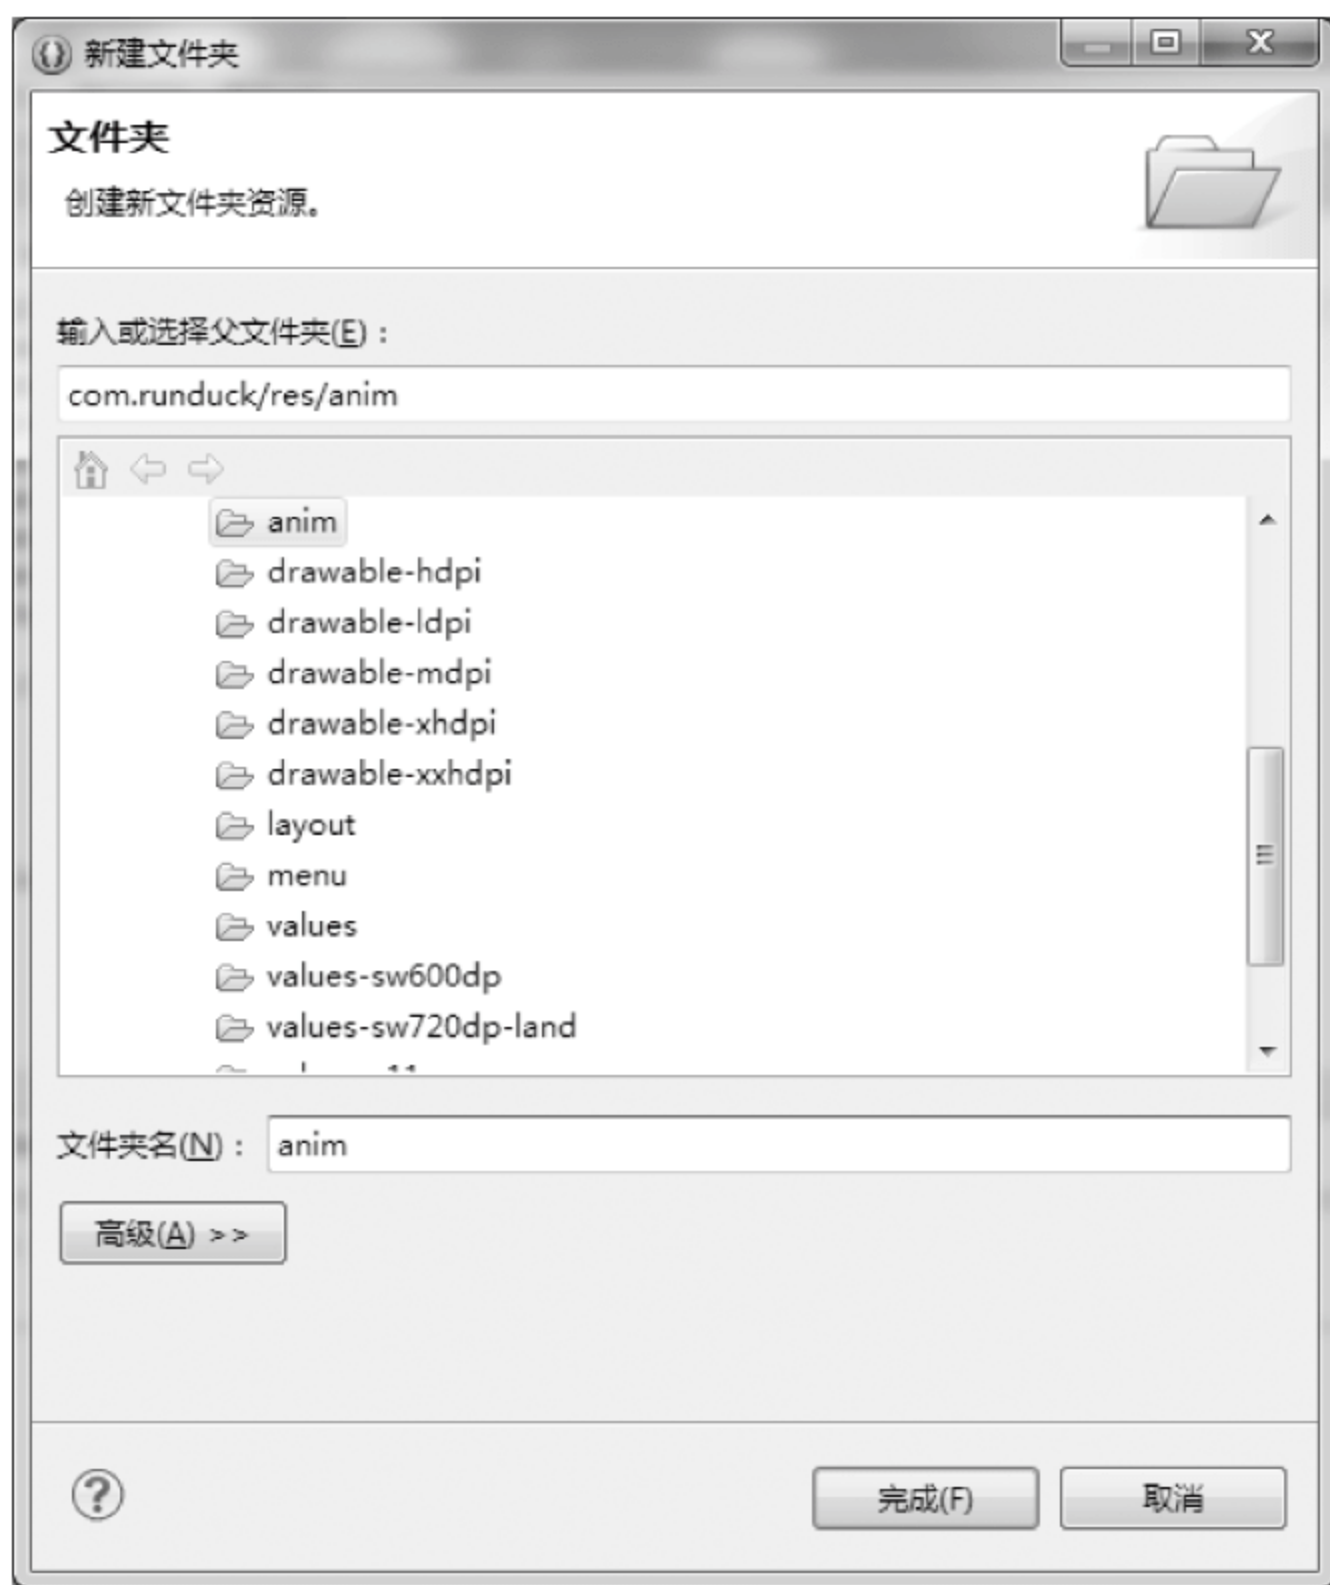 新建文件夹
文件夹
创建新文件夹资源。
输入或选择父文件夹(E)：
com.runduck/res/anim
anim
drawable-hdpi
drawable-ldpi
drawable-mdpi
drawable-xhdpi
drawable-xxhdpi
layout
menu
values
values-sw600dp
values-sw720dp-land
文件夹名(N)：
anim
高级(A) >>
完成(F)
取消